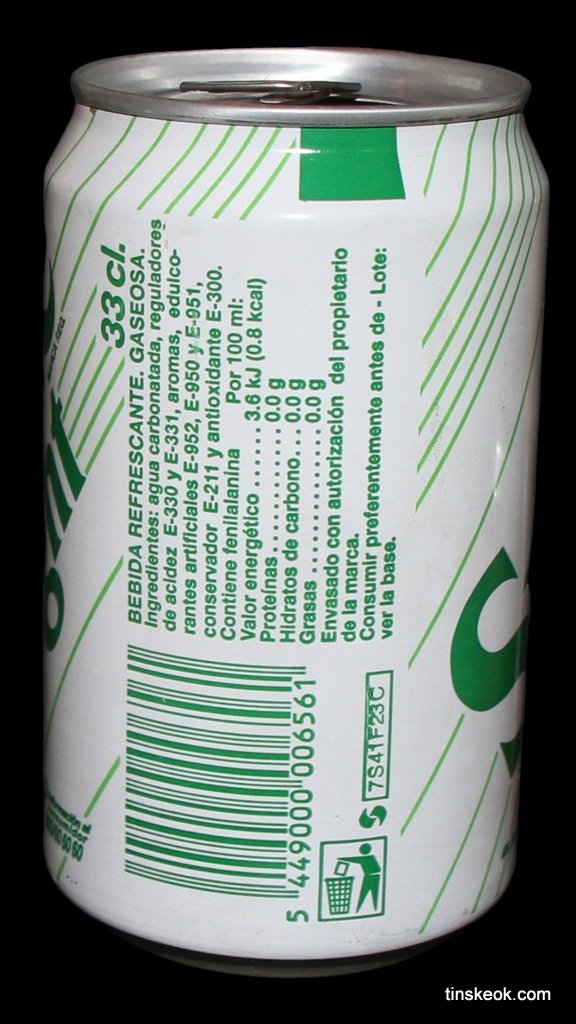 33 cl.
BEBIDA REFRESCANTE. GASEOSA.
Ingredientes: agua carbonatada, reguladores
de acidez E-330 y E-331, aromas, edulco-
rantes artificiales E-952, E-950 y E-951,
conservador E-211 y antioxidante E-300.
Contiene fenilalanina Por 100 ml:
Valor energético ...... 3.6 kJ (0.8 kcal)
Proteínas ............... 0.0 g
Hidratos de carbono... 0.0 g
Grasas ................. 0.0 g
Envasado con autorización del propietario
de la marca.
Consumir preferentemente antes de - Lote:
ver la base.
5 449000 006561
7S41F23C
tinskeok.com